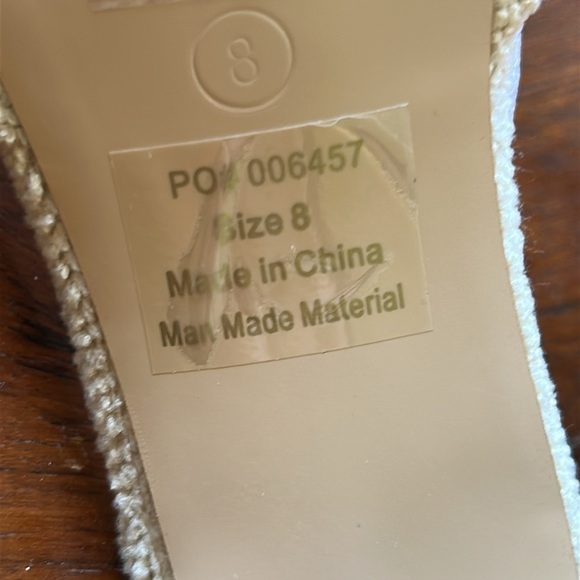 8
PO# 006457
Size 8
Made in China
Man Made Material